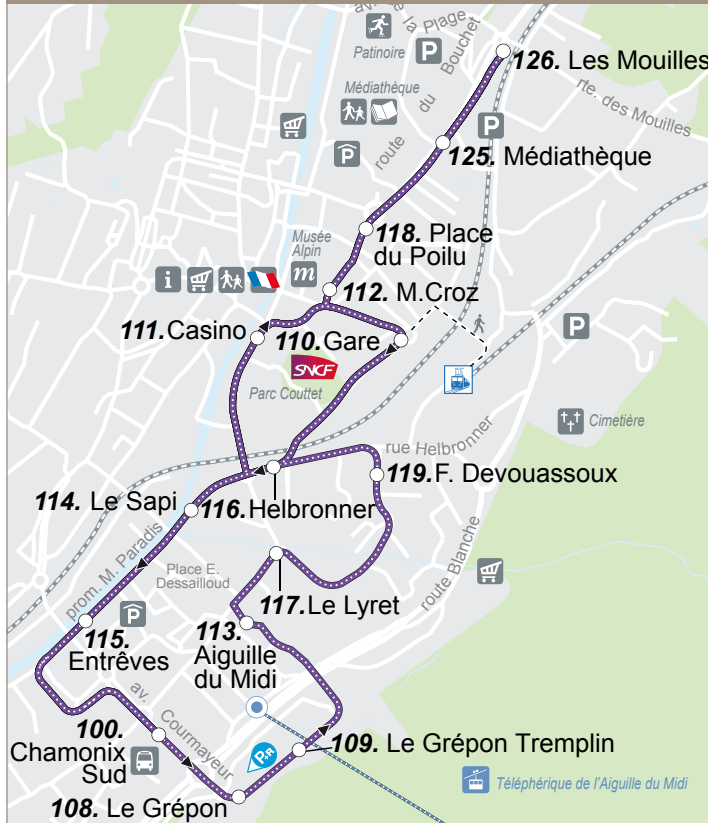 la Plage
Patinoire
P
Bouchet
126. Les Mouilles
Médiathèque
du
rte. des Mouilles
P
P
route
125. Médiathèque
118. Place
du Poilu
Musée
Alpin
m
i
112. M.Croz
111.Casino
110.Gare
P
SNCF
Parc Couttet
Cimetière
rue Helbronner
119.F. Devouassoux
114. Le Sapi
116.Helbronner
prom. M. Paradis
Place E.
Dessailloud
route Blanche
117.Le Lyret
P
115.
Entrêves
113.
Aiguille
du Midi
av.
Courmayeur
100.
Chamonix
Sud
P+R
109. Le Grépon Tremplin
Téléphérique de l'Aiguille du Midi
108. Le Grépon